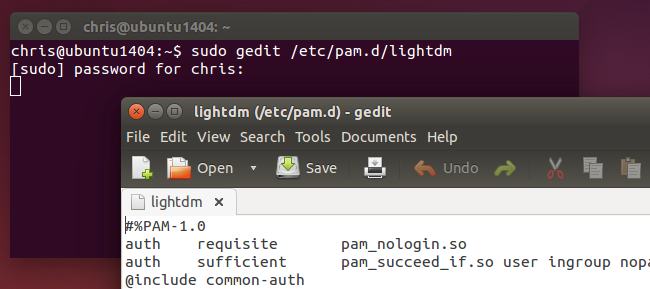 chris@ubuntu1404: ~
chris@ubuntu1404:~$ sudo gedit /etc/pam.d/lightdm
[sudo] password for chris:
lightdm (/etc/pam.d) - gedit
File Edit View Search Tools Documents Help
Open Save Undo
lightdm
#%PAM-1.0
auth requisite pam_nologin.so
auth sufficient pam_succeed_if.so user ingroup nopa
@include common-auth